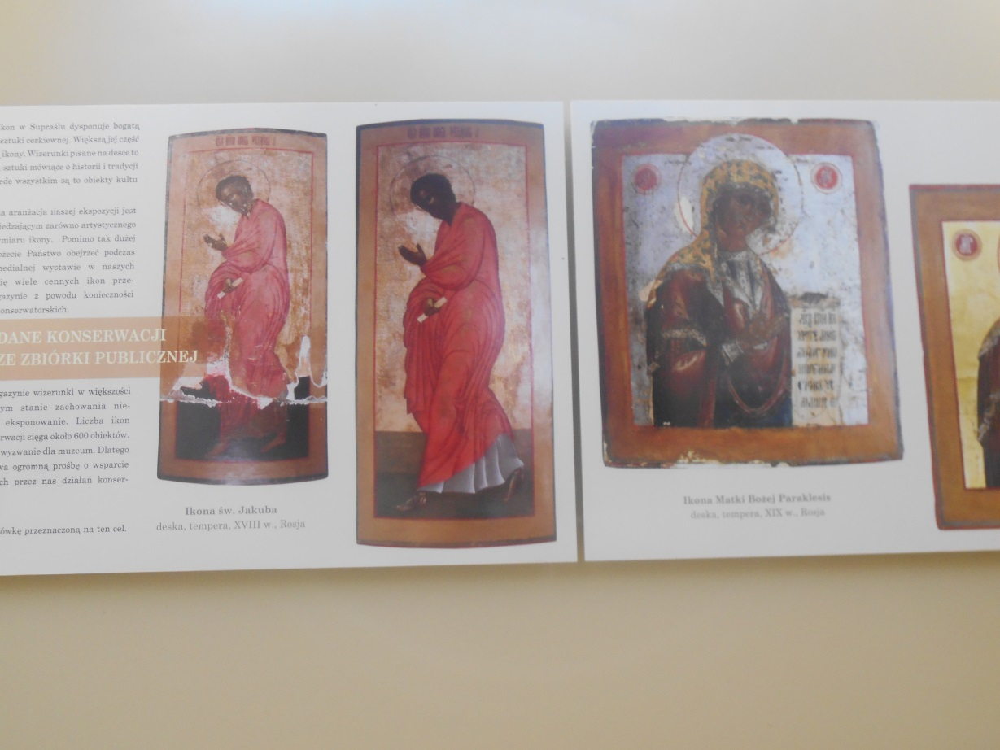 kon w Supraślu dysponuje bogatą
sztuki cerkiewnej. Większą jej część
ikony. Wizerunki pisane na desce to
sztuki mówiące o historii i tradycji
ede wszystkim są to obiekty kultu
a aranżacja naszej ekspozycji jest
iedzającym zarówno artystycznego
miaru ikony. Pomimo tak dużej
ożecie Państwo obejrzeć podczas
medialnej wystawie w naszych
ię wiele cennych ikon prze-
gazynie z powodu konieczności
onserwatorskich.
DANE KONSERWACJI
ZE ZBIÓRKI PUBLICZNEJ
gazynie wizerunki w większości
ym stanie zachowania nie-
eksponowanie. Liczba ikon
rwacji sięga około 600 obiektów.
wyzwanie dla muzeum. Dlatego
wa ogromną prośbę o wsparcie
ch przez nas działań konser-
ówkę przeznaczoną na ten cel.
Ikona św. Jakuba
deska, tempera, XVIII w., Rosja
Ikona Matki Bożej Paraklesis
deska, tempera, XIX w., Rosja